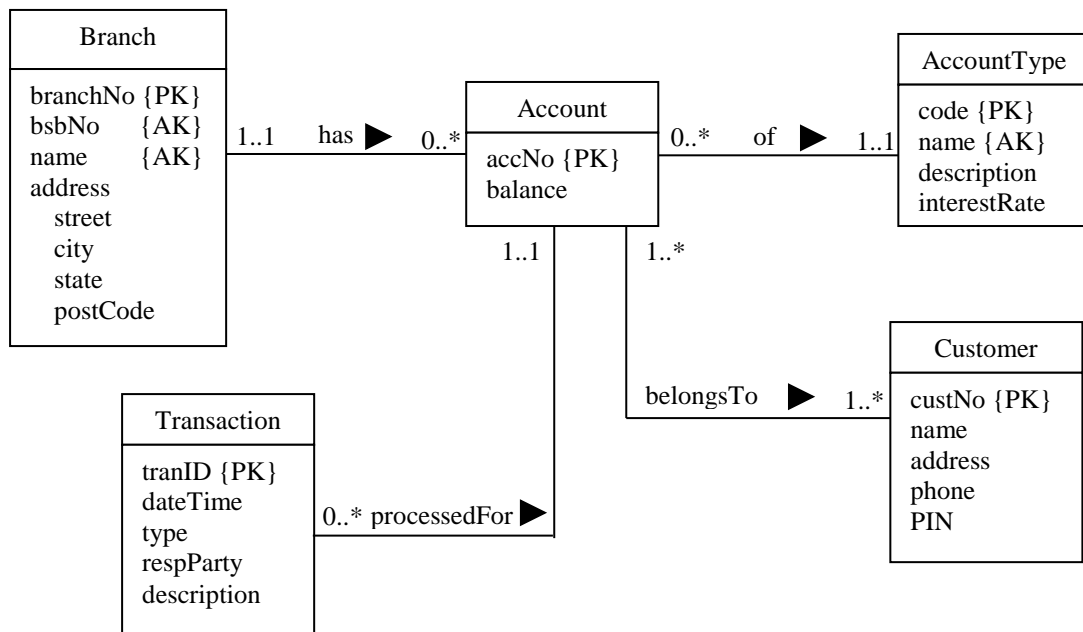 Branch
branchNo {PK}
bsbNo {AK}
name {AK}
address
street
city
state
postCode
1..1 has 0..*
Account
accNo {PK}
balance
0..* of 1..1
AccountType
code {PK}
name {AK}
description
interestRate
1..1
1..*
belongsTo 1..*
Customer
custNo {PK}
name
address
phone
PIN
Transaction
tranID {PK}
dateTime
type
respParty
description
0..* processedFor